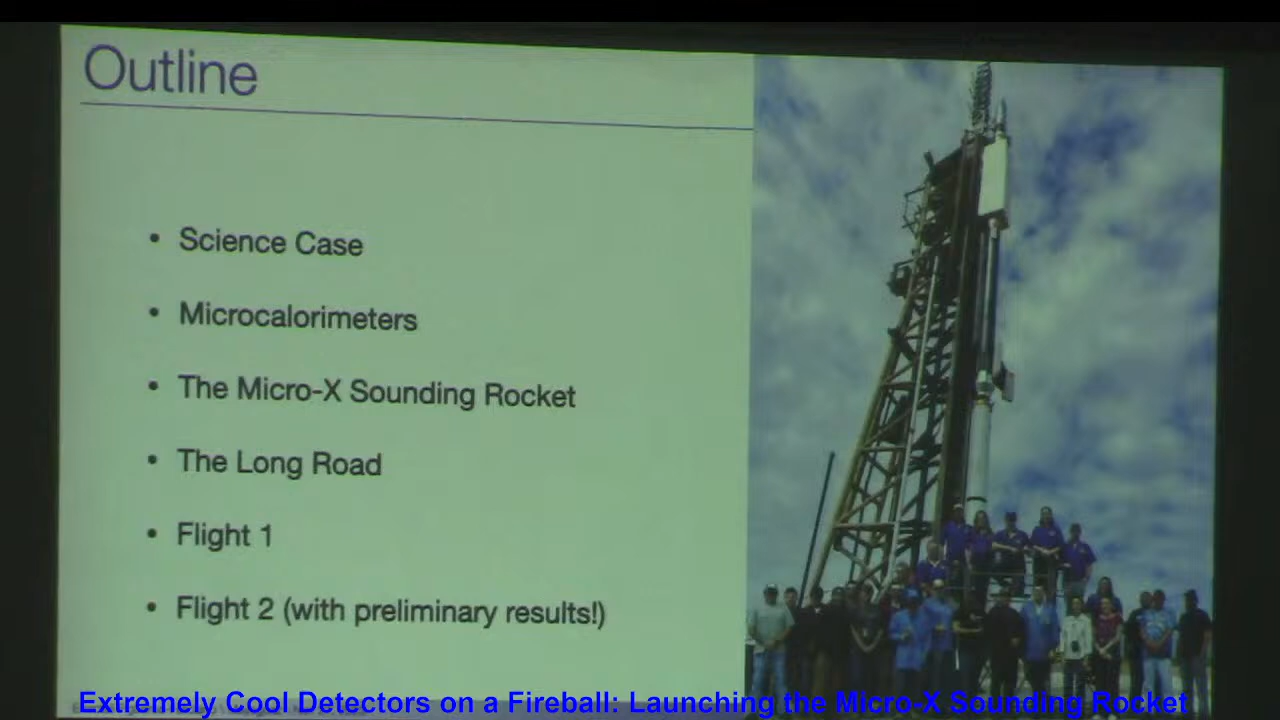 Outline
• Science Case
• Microcalorimeters
• The Micro-X Sounding Rocket
• The Long Road
• Flight 1
• Flight 2 (with preliminary results!)
Extremely Cool Detectors on a Fireball: Launching the Micro-X Sounding Rocket